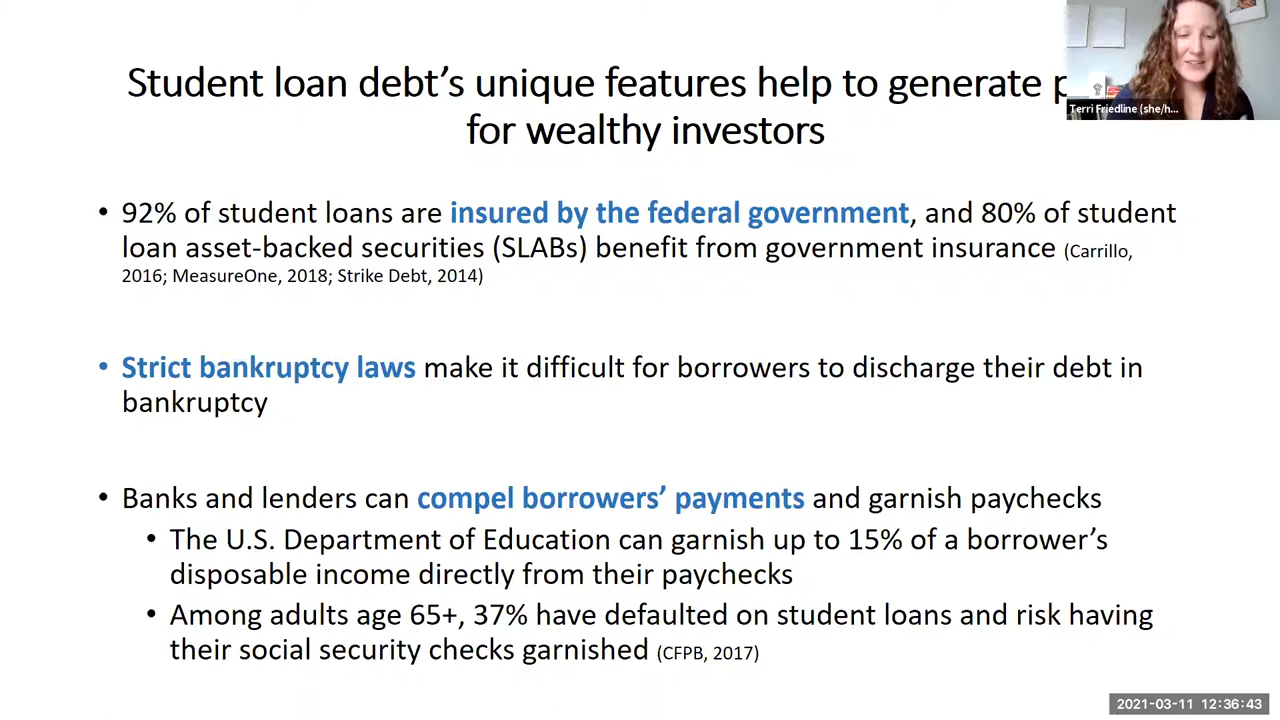 Student loan debt's unique features help to generate
for wealthy investors
Terri Friedline (she/h...
• 92% of student loans are insured by the federal government, and 80% of student
loan asset-backed securities (SLABs) benefit from government insurance (Carrillo,
2016; MeasureOne, 2018; Strike Debt, 2014)
• Strict bankruptcy laws make it difficult for borrowers to discharge their debt in
bankruptcy
• Banks and lenders can compel borrowers' payments and garnish paychecks
• The U.S. Department of Education can garnish up to 15% of a borrower's
disposable income directly from their paychecks
• Among adults age 65+, 37% have defaulted on student loans and risk having
their social security checks garnished (CFPB, 2017)
2021-03-11 12:36:43